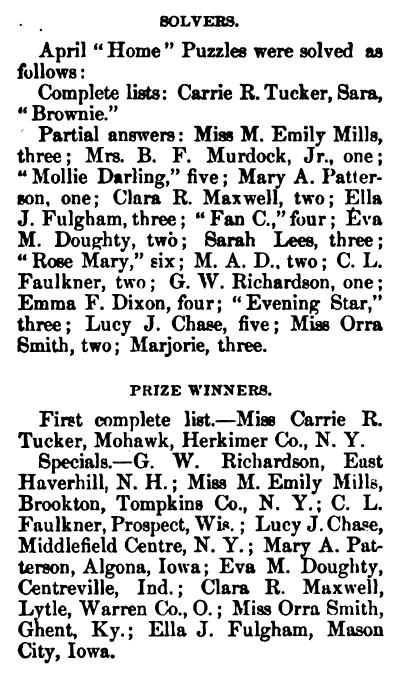 SOLVERS.
April "Home" Puzzles were solved as
follows:
Complete lists: Carrie R. Tucker, Sara,
"Brownie."
Partial answers: Miss M. Emily Mills,
three; Mrs. B. F. Murdock, Jr., one;
"Mollie Darling," five; Mary A. Patter-
son, one; Clara R. Maxwell, two; Ella
J. Fulgham, three; "Fan C.," four; Eva
M. Doughty, two; Sarah Lees, three;
"Rose Mary," six; M. A. D., two; C. L.
Faulkner, two; G. W. Richardson, one;
Emma F. Dixon, four; "Evening Star,"
three; Lucy J. Chase, five; Miss Orra
Smith, two; Marjorie, three.
PRIZE WINNERS.
First complete list.—Miss Carrie R.
Tucker, Mohawk, Herkimer Co., N. Y.
Specials.—G. W. Richardson, East
Haverhill, N. H.; Miss M. Emily Mills,
Brookton, Tompkins Co., N. Y.; C. L.
Faulkner, Prospect, Wis.; Lucy J. Chase,
Middlefield Centre, N. Y.; Mary A. Pat-
terson, Algona, Iowa; Eva M. Doughty,
Centreville, Ind.; Clara R. Maxwell,
Lytle, Warren Co., O.; Miss Orra Smith,
Ghent, Ky.; Ella J. Fulgham, Mason
City, Iowa.